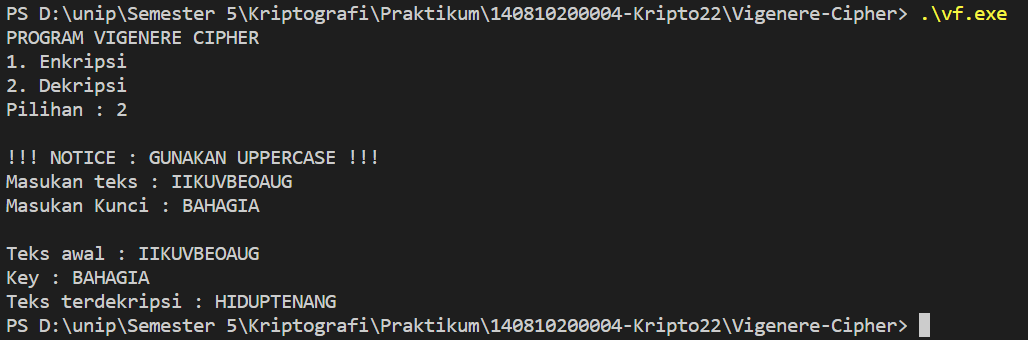 PS D:\unip\Semester 5\Kriptografi\Praktikum\140810200004-Kripto22\Vigenere-Cipher> .\vf.exe
PROGRAM VIGENERE CIPHER
1. Enkripsi
2. Dekripsi
Pilihan : 2
!!! NOTICE : GUNAKAN UPPERCASE !!!
Masukan teks : IIKUVBEOAUG
Masukan Kunci : BAHAGIA
Teks awal : IIKUVBEOAUG
Key : BAHAGIA
Teks terdekripsi : HIDUPTENANG
PS D:\unip\Semester 5\Kriptografi\Praktikum\140810200004-Kripto22\Vigenere-Cipher>